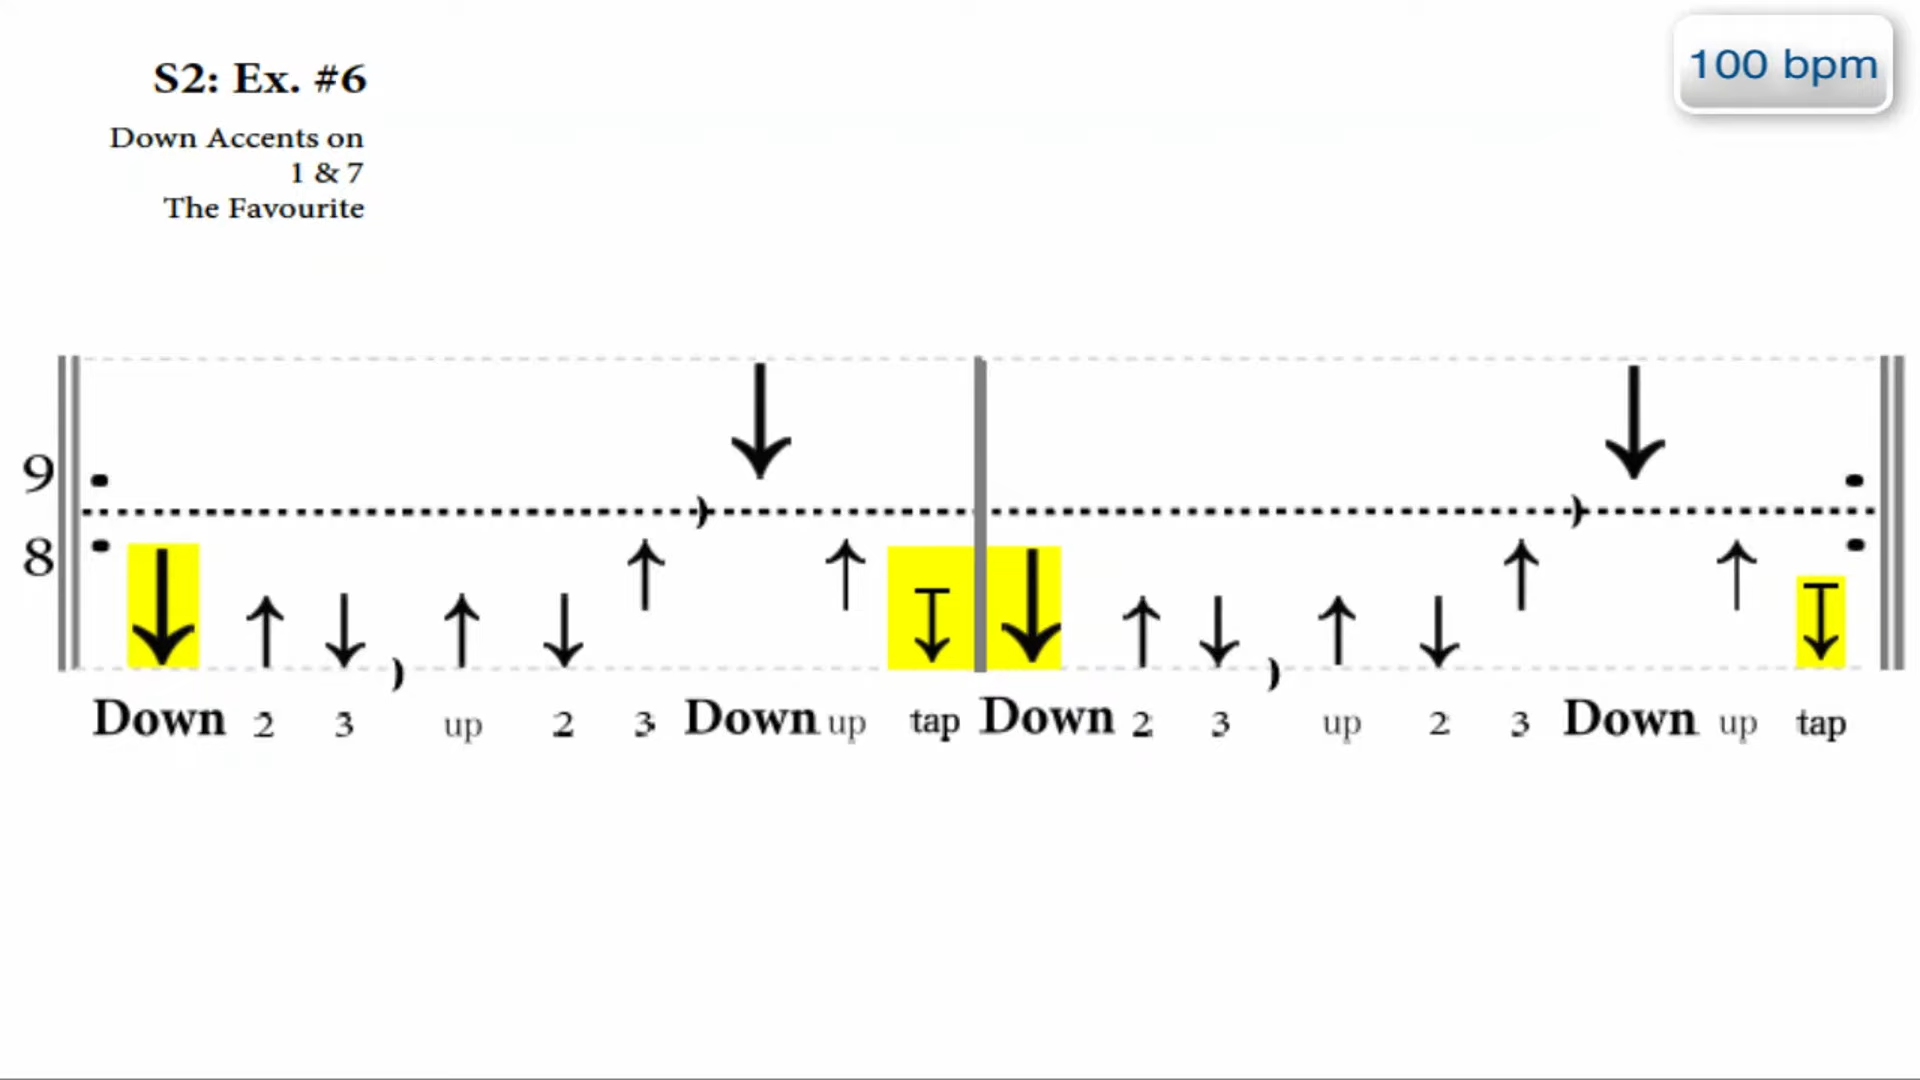 S2: Ex. #6
100 bpm
Down Accents on
1 & 7
The Favourite
9
8
Down 2 3 up 2 3 Down up tap Down 2 3 up 2 3 Down up tap